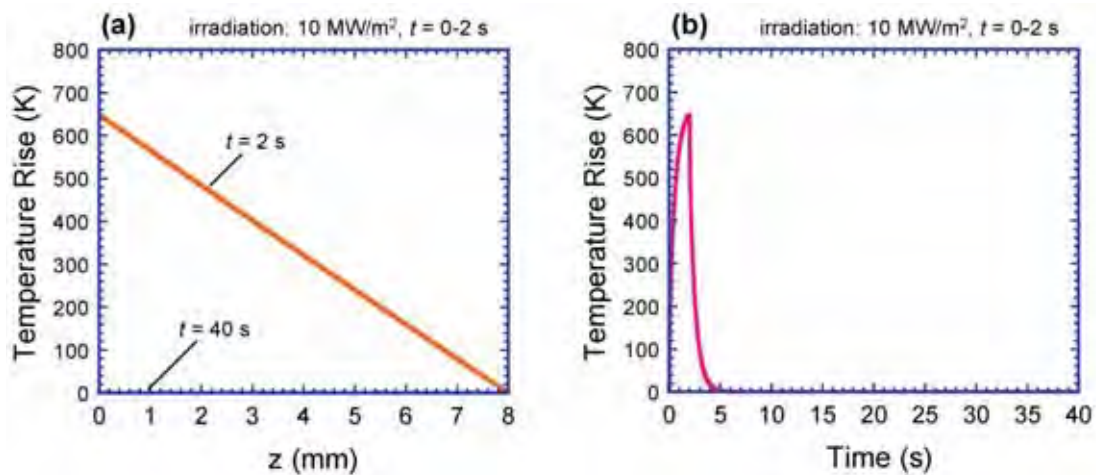 (a) irradiation: 10 MW/m², t = 0-2 s
800
700
600
500
400
300
200
100
0
Temperature Rise (K)
t = 2 s
t = 40 s
0 1 2 3 4 5 6 7 8
z (mm)
(b) irradiation: 10 MW/m², t = 0-2 s
800
700
600
500
400
300
200
100
0
Temperature Rise (K)
0 5 10 15 20 25 30 35 40
Time (s)